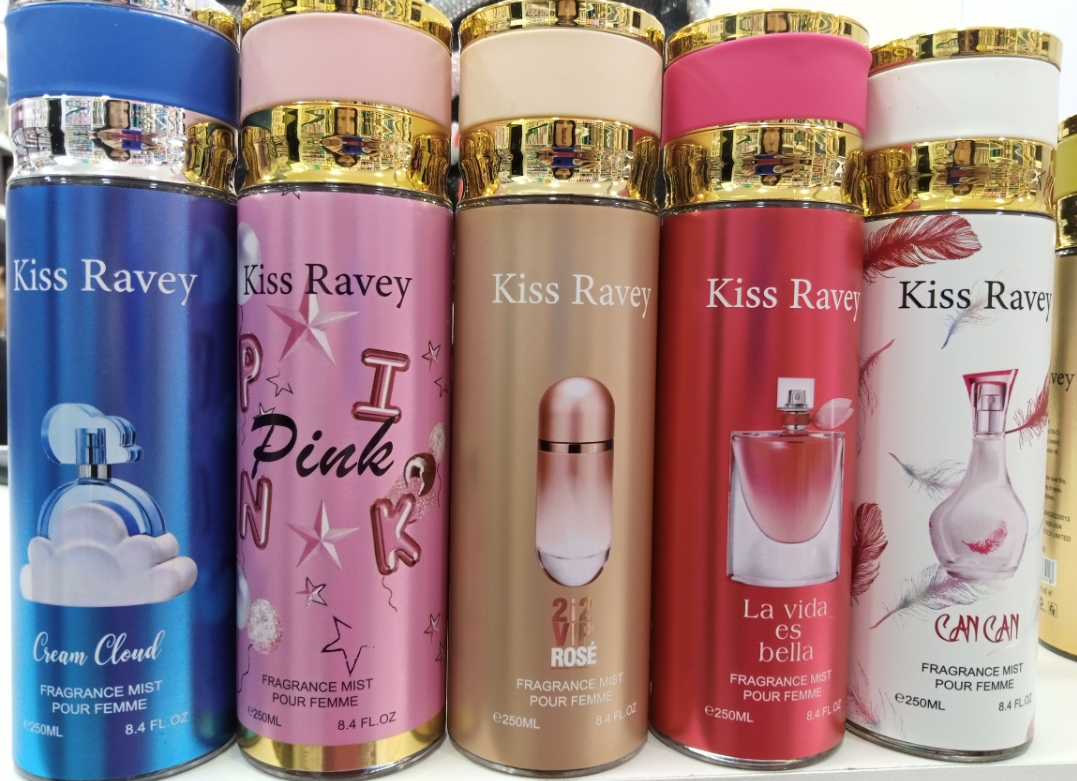 Kiss Ravey
Cream Cloud
FRAGRANCE MIST
POUR FEMME
℮250ML 8.4 FL.OZ
Kiss Ravey
P I
Pink
N K
FRAGRANCE MIST
POUR FEMME
℮250ML 8.4 FL.OZ
Kiss Ravey
212
VIP
ROSÉ
FRAGRANCE MIST
POUR FEMME
℮250ML 8.4 FL.OZ
Kiss Ravey
La vida
es
bella
FRAGRANCE MIST
POUR FEMME
℮250ML 8.4 FL.OZ
Kiss Ravey
CAN CAN
FRAGRANCE MIST
POUR FEMME
℮250ML 8.4 FL.OZ